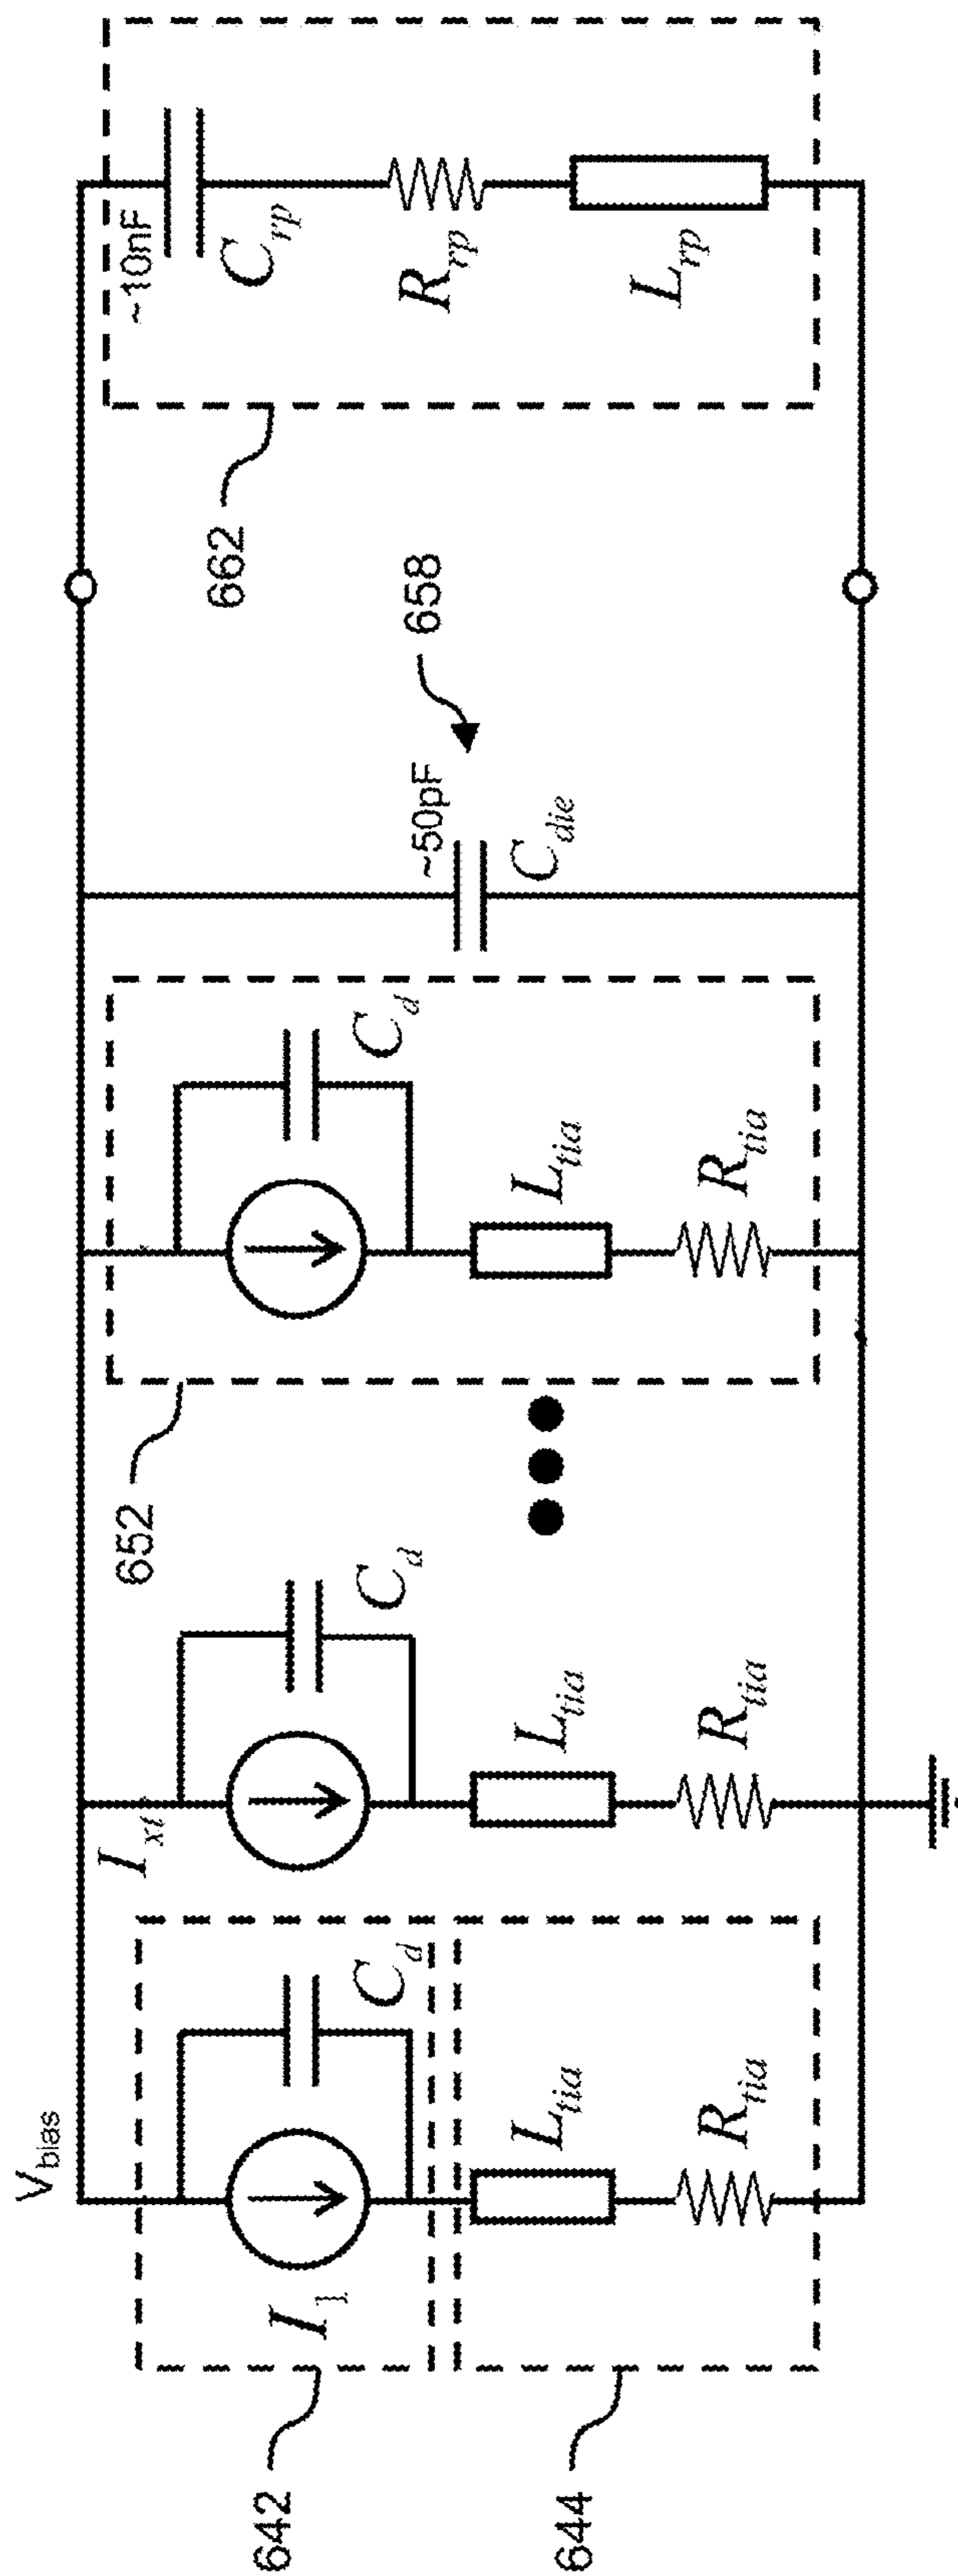 ~10nF
C_rp
R_rp
L_rp
662
658
~50pF
C_die
C_d
L_tia
R_tia
652
C_d
I_xt
L_tia
R_tia
V_bias
C_d
I_1
L_tia
R_tia
642
644